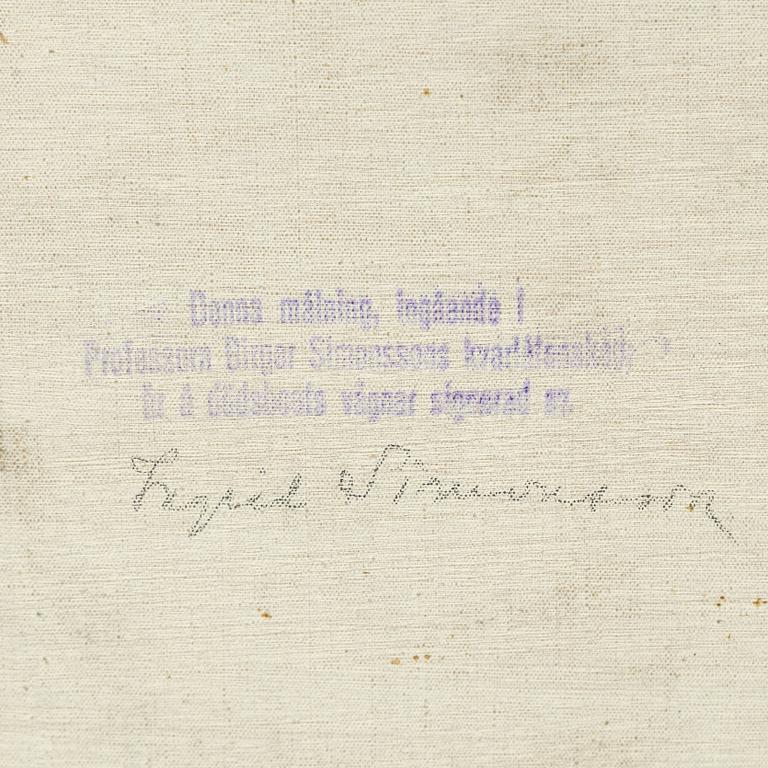 Denna målning, ingående i
Professorn Birger Simonssons kvarlåtenskap,
är å dödsboets vägnar signerad av
Ingrid Simonsson